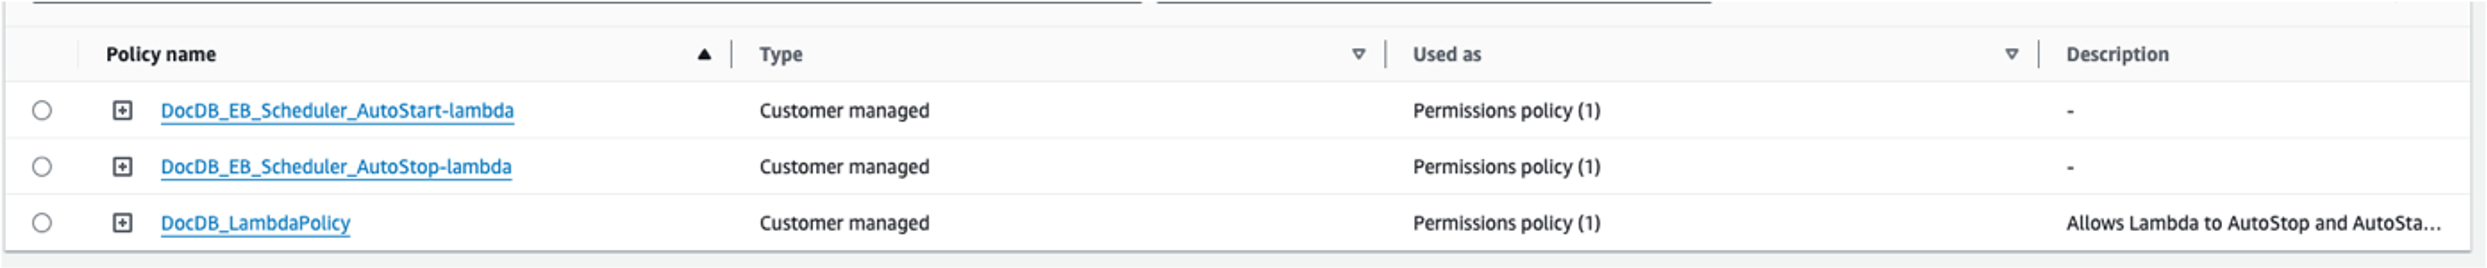 Policy name Type Used as Description
DocDB_EB_Scheduler_AutoStart-lambda Customer managed Permissions policy (1) -
DocDB_EB_Scheduler_AutoStop-lambda Customer managed Permissions policy (1) -
DocDB_LambdaPolicy Customer managed Permissions policy (1) Allows Lambda to AutoStop and AutoSta...